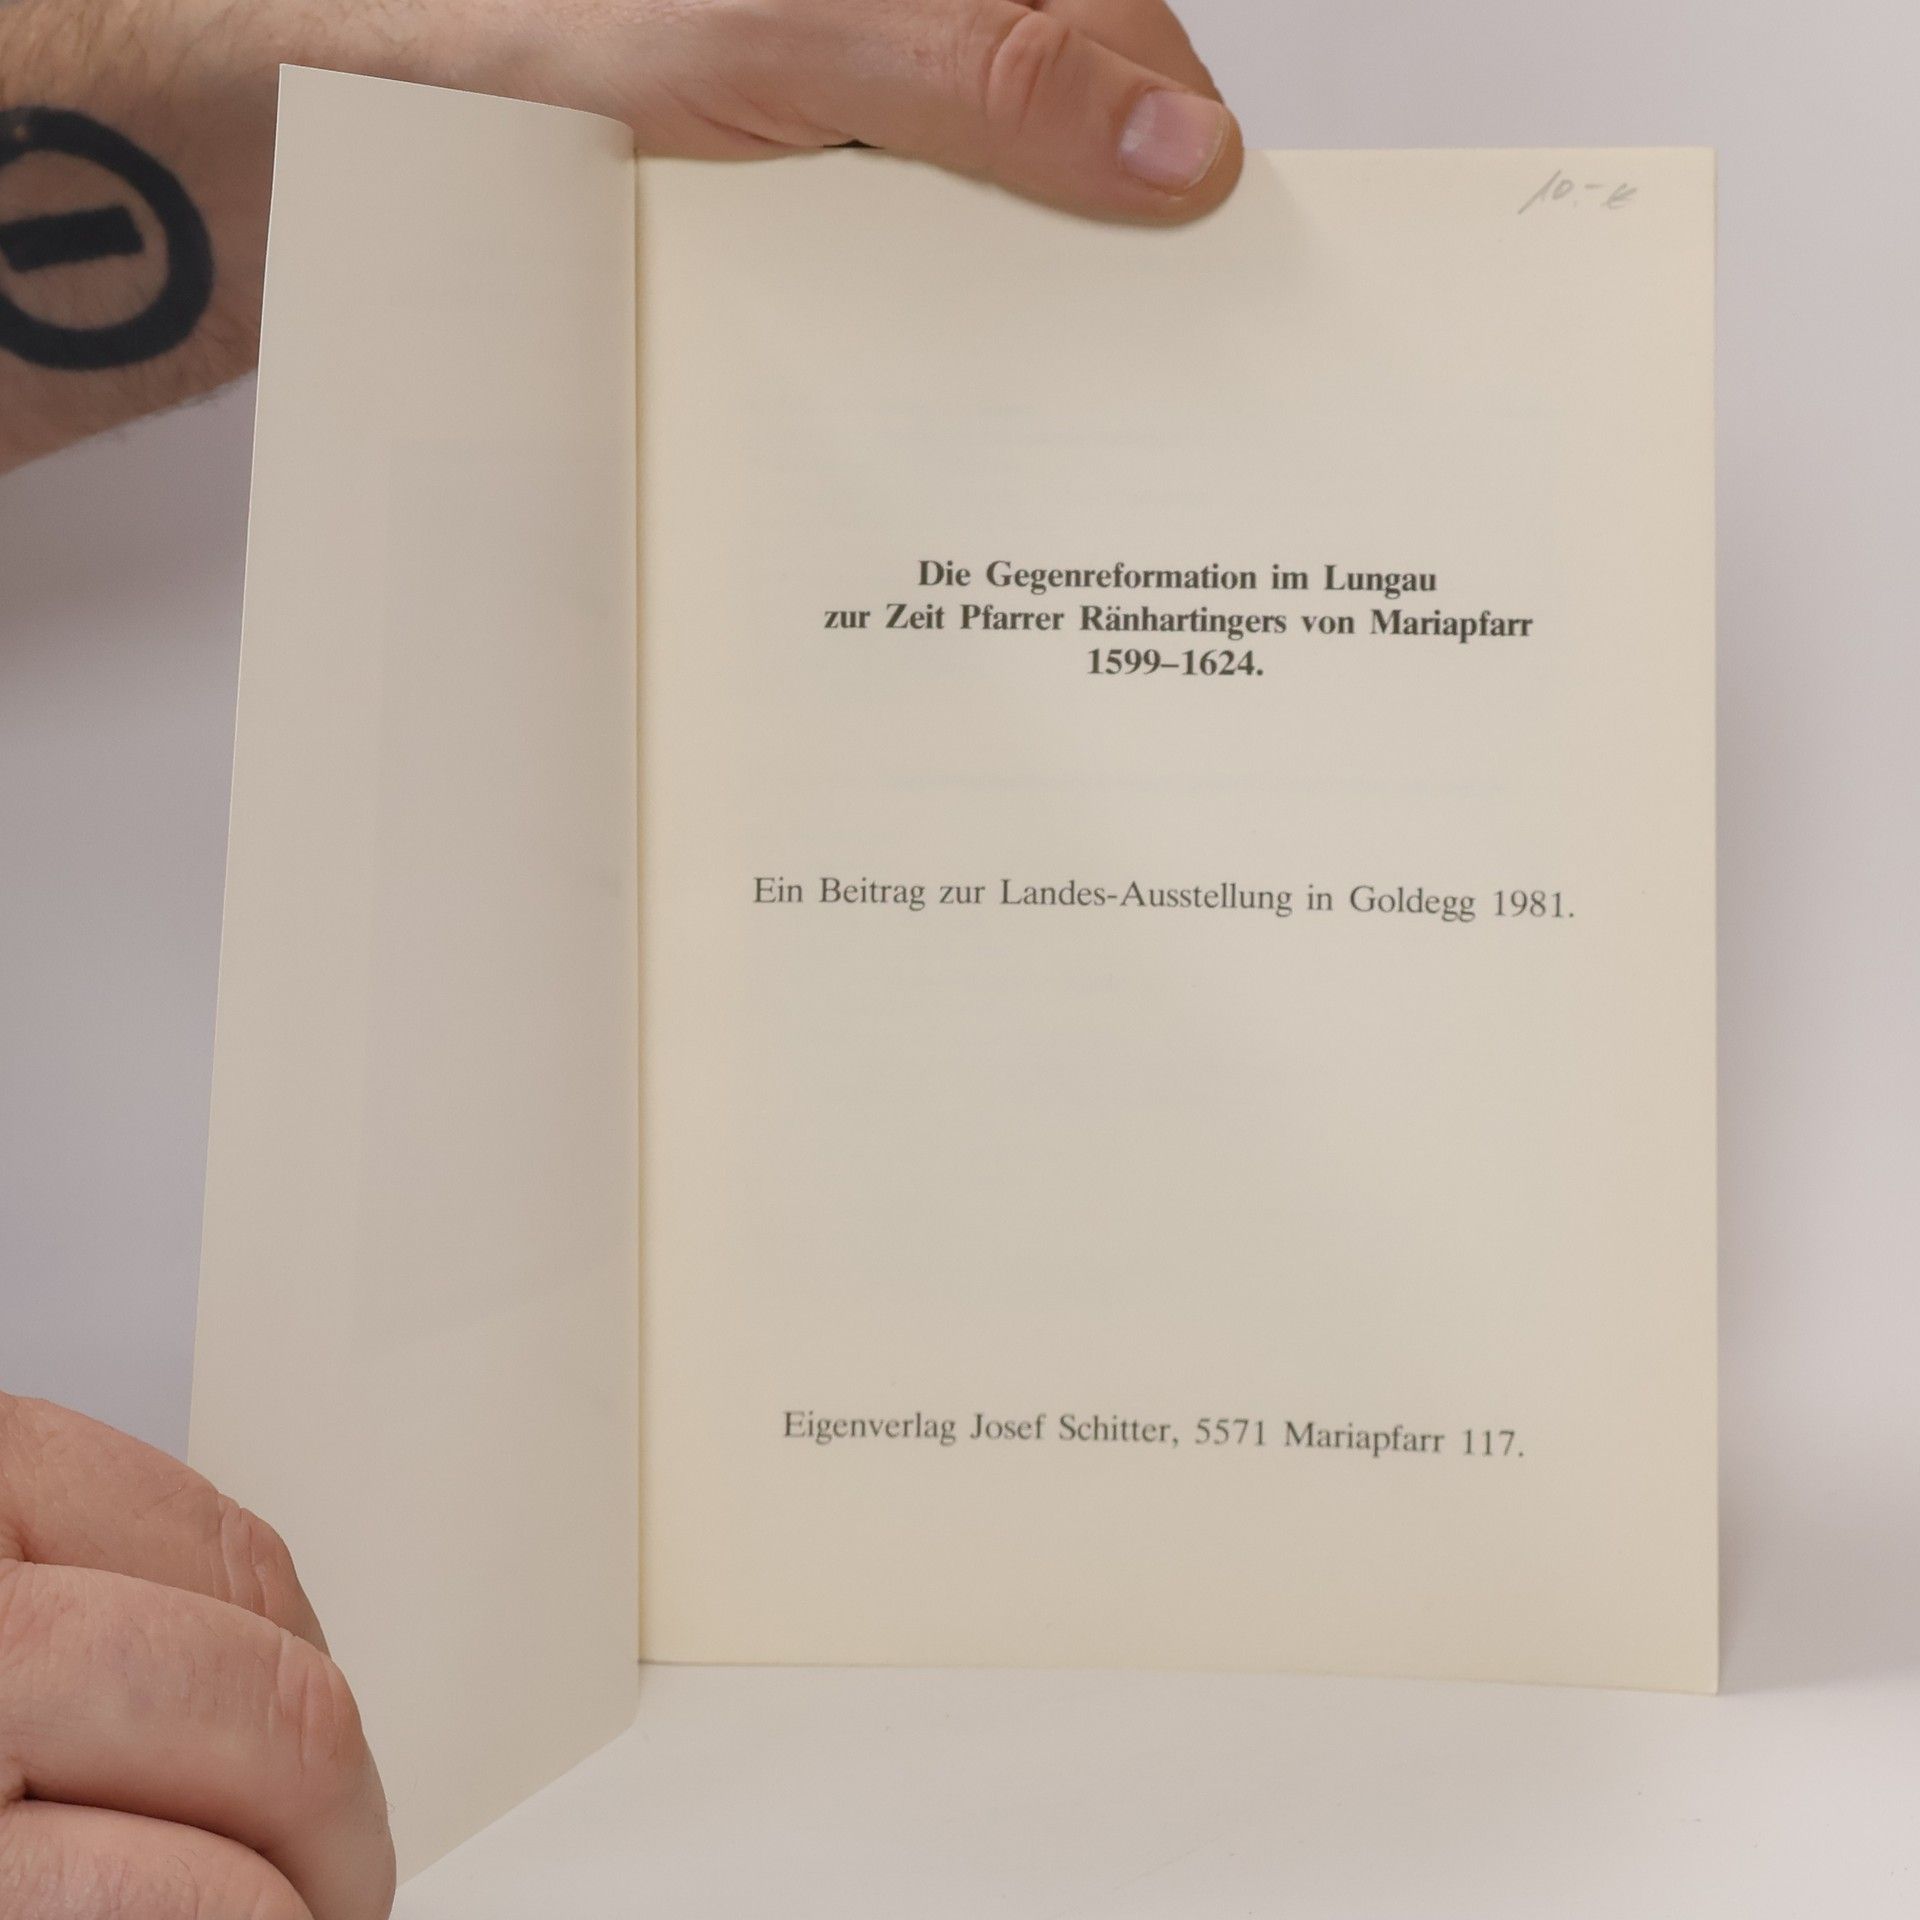 10.- €
Die Gegenreformation im Lungau
zur Zeit Pfarrer Ränhartingers von Mariapfarr
1599–1624.
Ein Beitrag zur Landes-Ausstellung in Goldegg 1981.
Eigenverlag Josef Schitter, 5571 Mariapfarr 117.